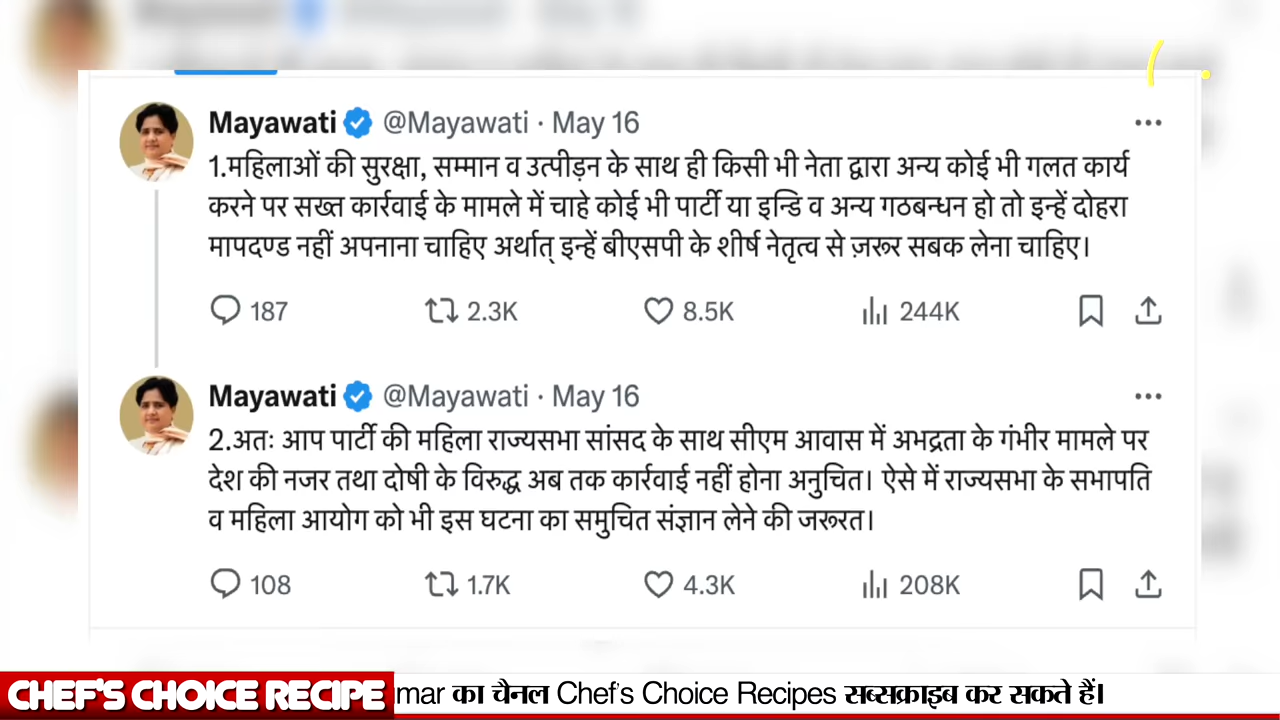 Mayawati @Mayawati · May 16
1.महिलाओं की सुरक्षा, सम्मान व उत्पीड़न के साथ ही किसी भी नेता द्वारा अन्य कोई भी गलत कार्य
करने पर सख्त कार्रवाई के मामले में चाहे कोई भी पार्टी या इन्डि व अन्य गठबन्धन हो तो इन्हें दोहरा
मापदण्ड नहीं अपनाना चाहिए अर्थात् इन्हें बीएसपी के शीर्ष नेतृत्व से ज़रूर सबक लेना चाहिए।
187 2.3K 8.5K 244K
Mayawati @Mayawati · May 16
2.अतः आप पार्टी की महिला राज्यसभा सांसद के साथ सीएम आवास में अभद्रता के गंभीर मामले पर
देश की नजर तथा दोषी के विरुद्ध अब तक कार्रवाई नहीं होना अनुचित। ऐसे में राज्यसभा के सभापति
व महिला आयोग को भी इस घटना का समुचित संज्ञान लेने की जरूरत।
108 1.7K 4.3K 208K
CHEF'S CHOICE RECIPE mar का चैनल Chef's Choice Recipes सब्सक्राइब कर सकते हैं।